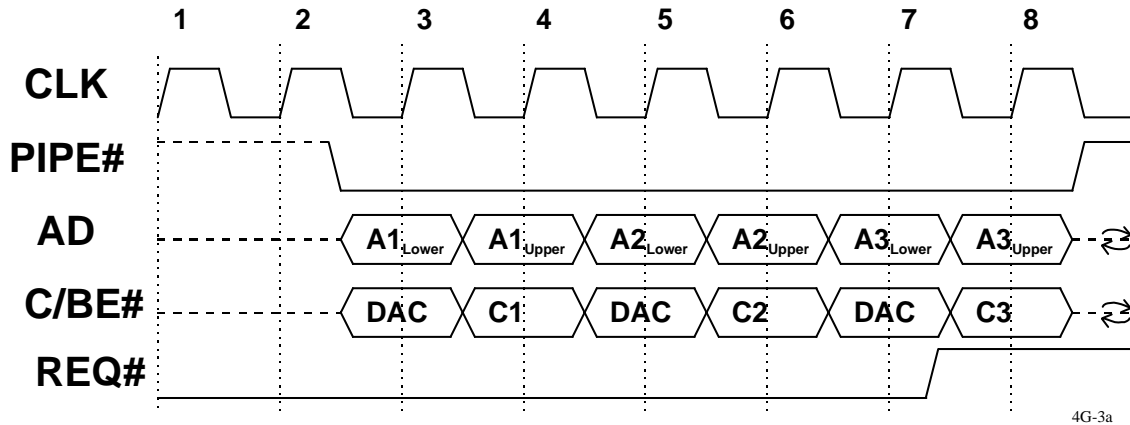 1 2 3 4 5 6 7 8
CLK
PIPE#
AD A1Lower A1Upper A2Lower A2Upper A3Lower A3Upper
C/BE# DAC C1 DAC C2 DAC C3
REQ#
4G-3a